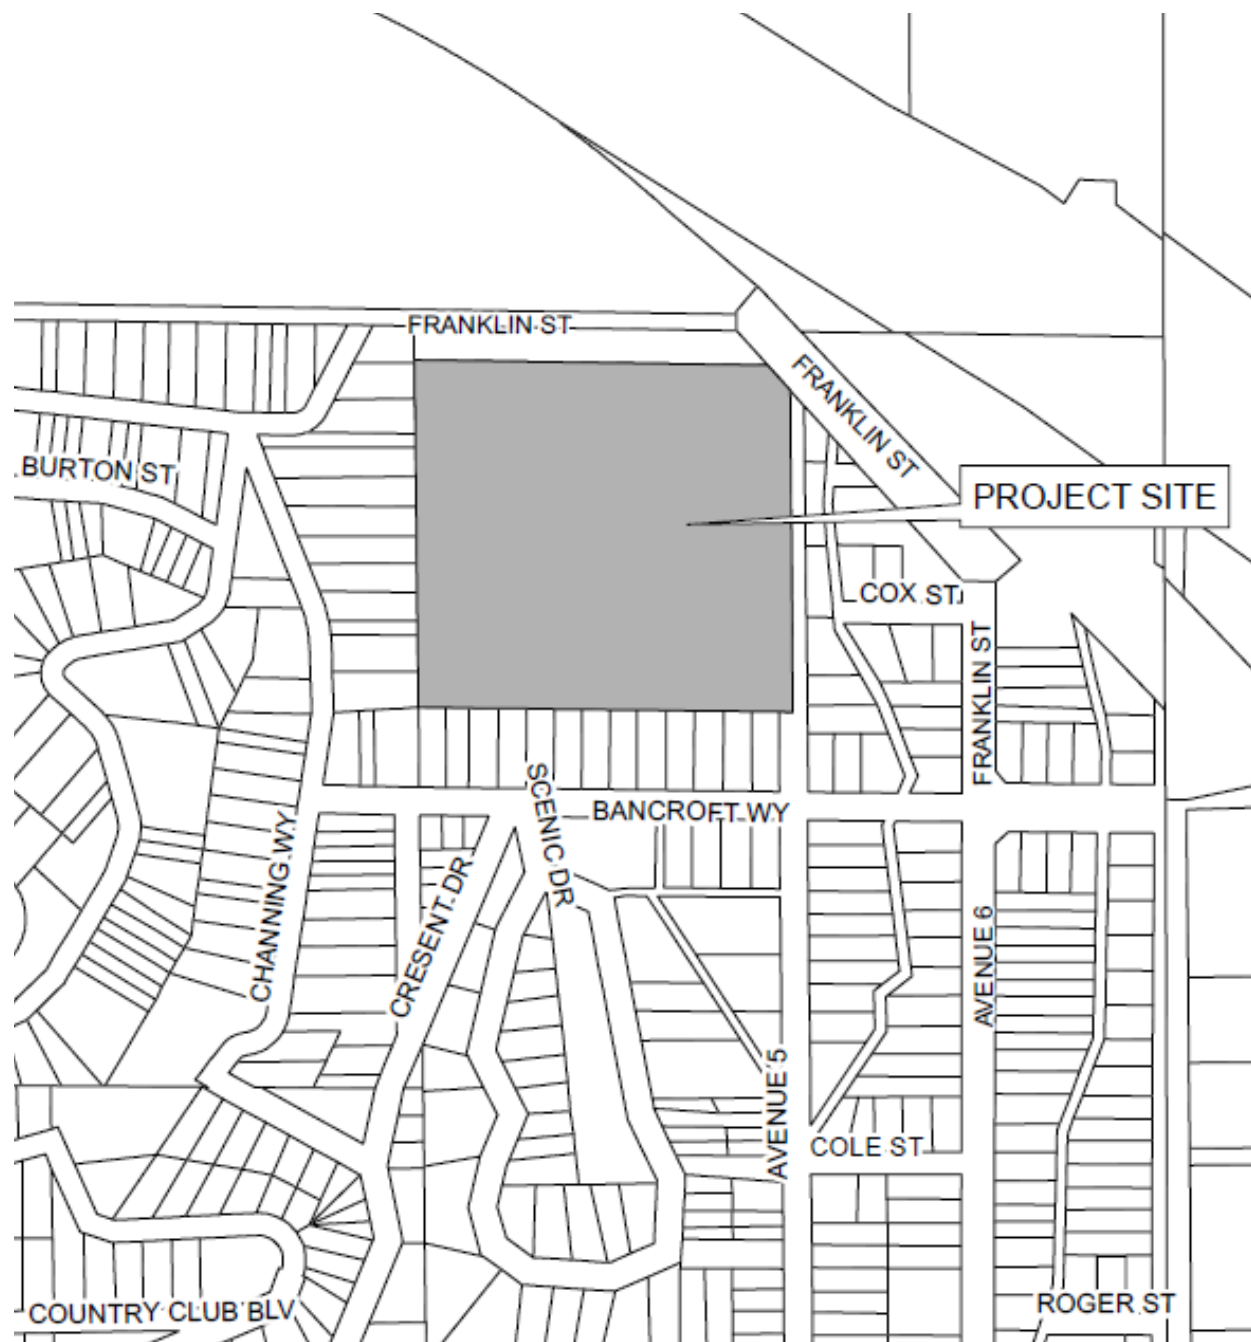 FRANKLIN ST
FRANKLIN ST
BURTON ST
PROJECT SITE
COX ST
FRANKLIN ST
SCENIC DR
BANCROFT WY
CHANNING WY
CRESENT DR
AVENUE 6
AVENUE 5
COLE ST
COUNTRY CLUB BLV
ROGER ST